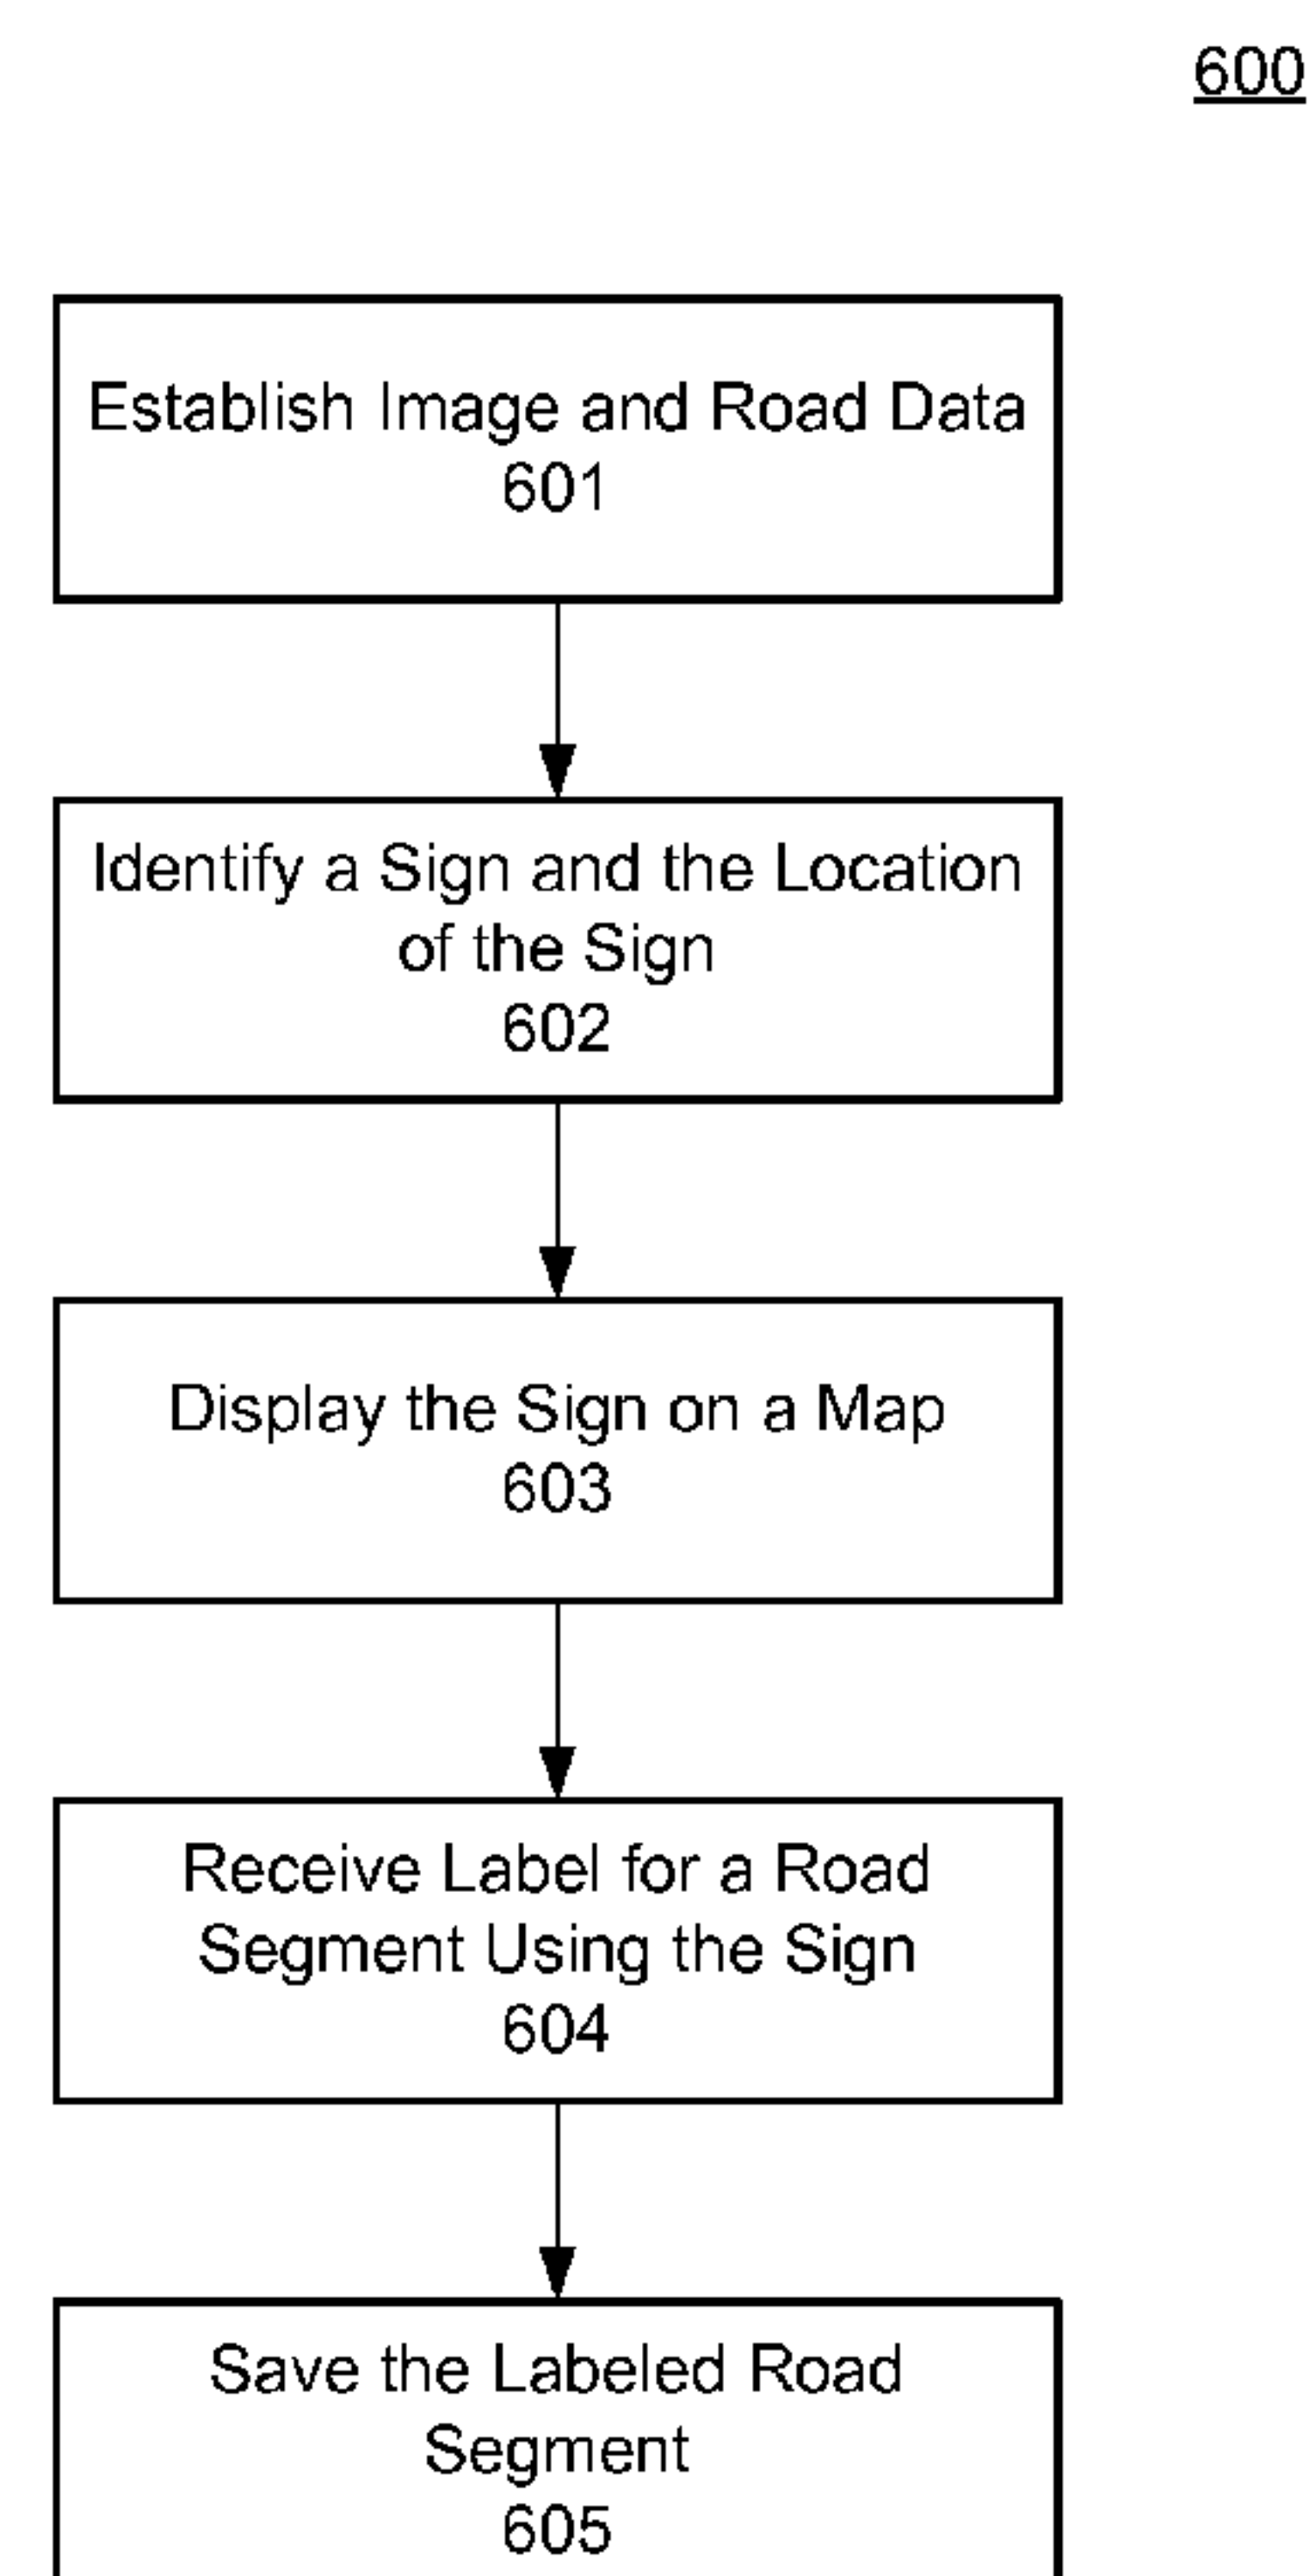 600
Establish Image and Road Data
601
Identify a Sign and the Location
of the Sign
602
Display the Sign on a Map
603
Receive Label for a Road
Segment Using the Sign
604
Save the Labeled Road
Segment
605